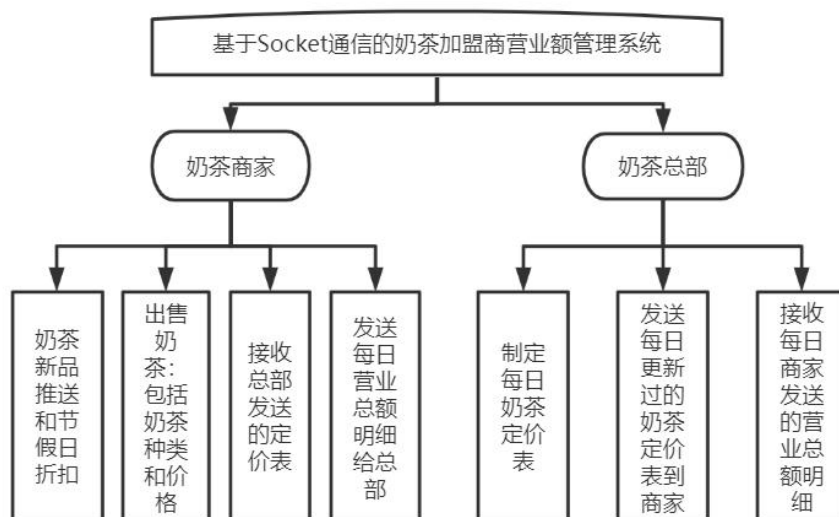 基于Socket通信的奶茶加盟商营业额管理系统
奶茶商家
奶茶总部
奶茶
新品
推送
和节
假日
折扣
出售
奶
茶：
包括
奶茶
种类
和价
格
接收
总部
发送
的定
价表
发送
每日
营业
总额
明细
给总
部
制定
每日
奶茶
定价
表
发送
每日
更新
过的
奶茶
定价
表到
商家
接收
每日
商家
发送
的营
业总
额明
细